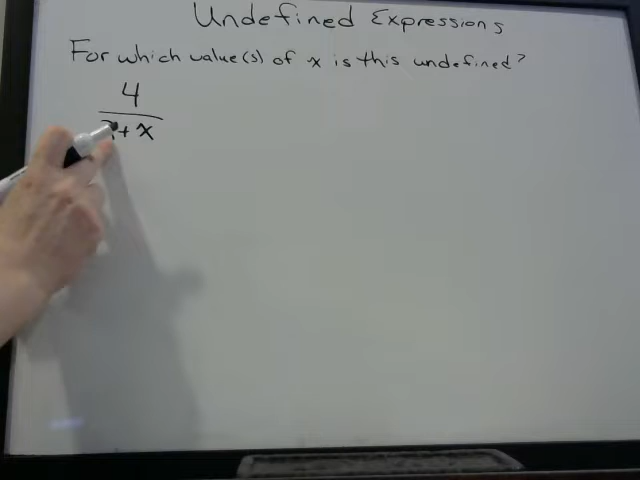 Undefined Expressions
For which value(s) of x is this undefined?
4
+ x